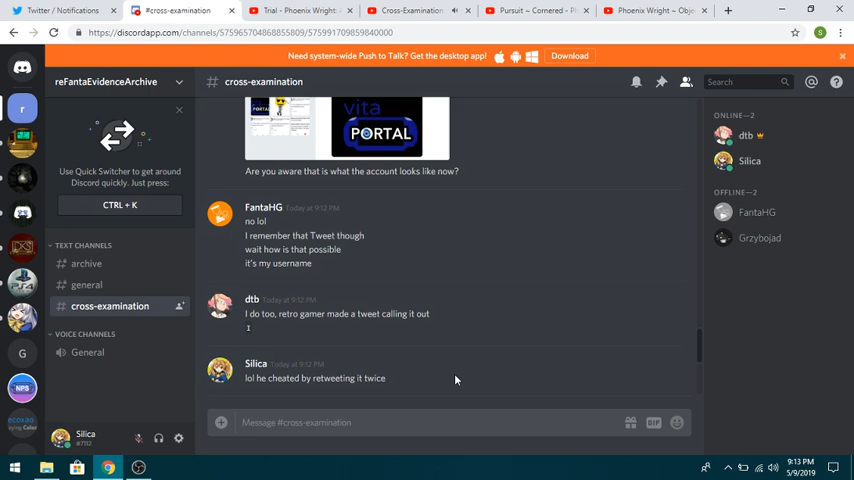 Twitter / Notifications
#cross-examination
Trial - Phoenix Wright:
Cross-Examination
Pursuit ~ Cornered - Ph
Phoenix Wright ~ Obje
https://discordapp.com/channels/575965704868855809/575991709859840000
S
Need system-wide Push to Talk? Get the desktop app!
Download
reFantaEvidenceArchive
# cross-examination
Search
r
Use Quick Switcher to get around
Discord quickly. Just press:
CTRL + K
TEXT CHANNELS
# archive
# general
# cross-examination
VOICE CHANNELS
General
PS4
G
NPS
Silica
#7112
vita
PORTAL
Are you aware that is what the account looks like now?
FantaHG Today at 9:12 PM
no lol
I remember that Tweet though
wait how is that possible
it's my username
dtb Today at 9:12 PM
I do too, retro gamer made a tweet calling it out
Silica Today at 9:12 PM
lol he cheated by retweeting it twice
Message #cross-examination
GIF
ONLINE—2
dtb
Silica
OFFLINE—2
FantaHG
Grzybojad
9:13 PM
5/9/2019